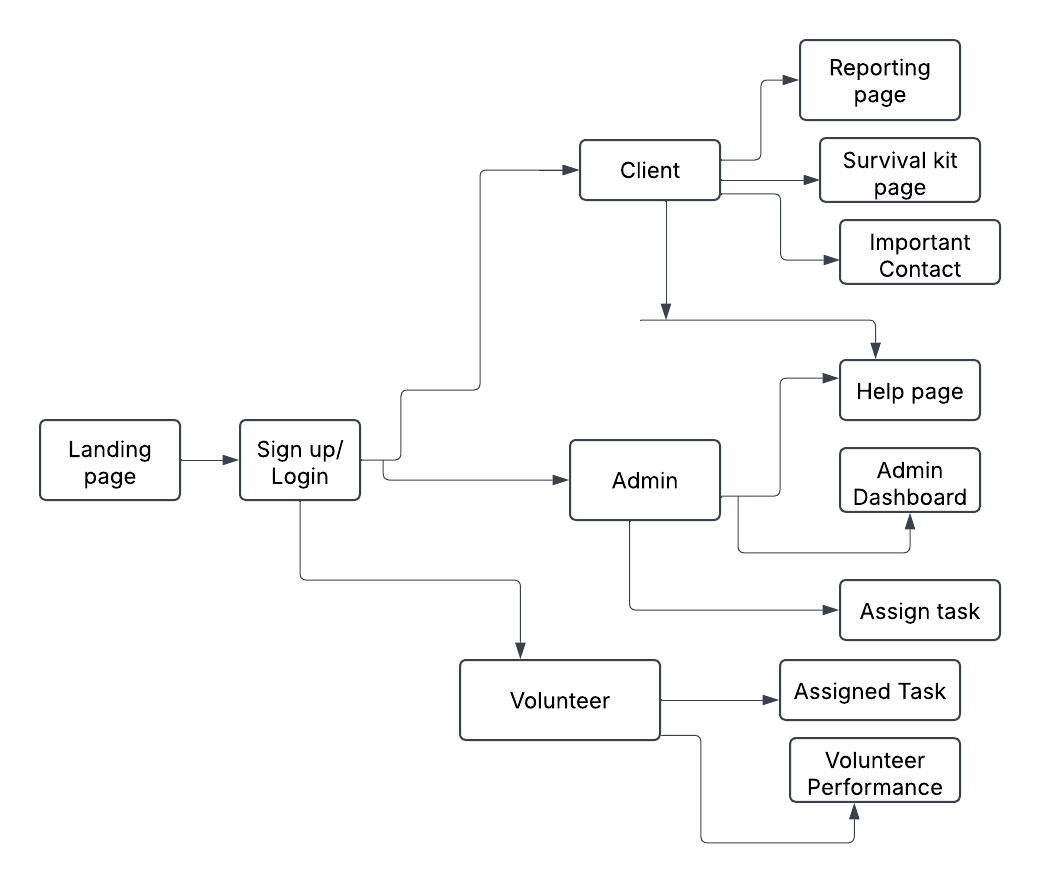 Reporting
page
Client
Survival kit
page
Important
Contact
Help page
Landing
page
Sign up/
Login
Admin
Admin
Dashboard
Assign task
Volunteer
Assigned Task
Volunteer
Performance